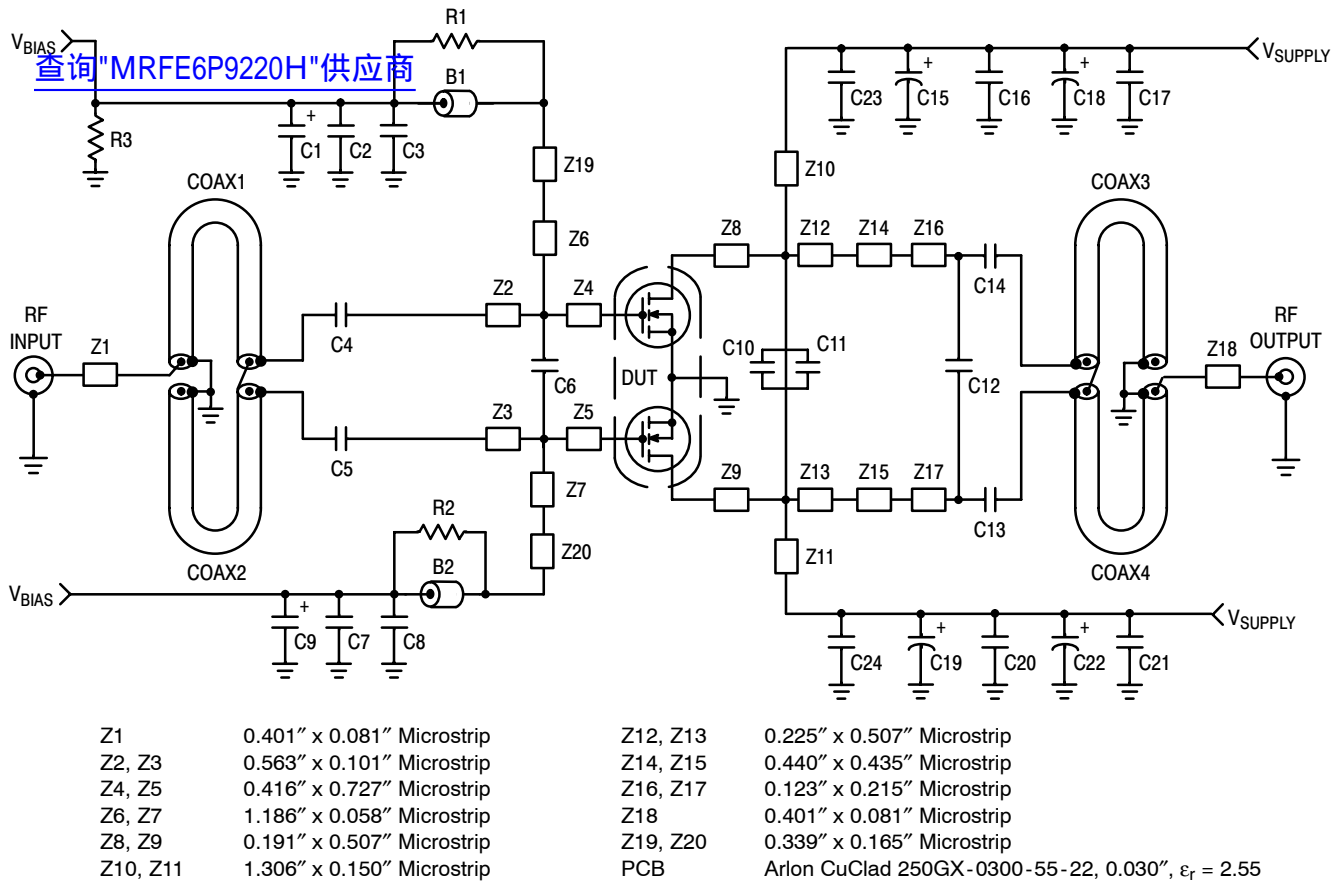 R1
V_BIAS
查询"MRFE6P9220H"供应商
B1
V_SUPPLY
+
+
C23 C15 C16 C18 C17
R3
+
C1 C2 C3
Z19
Z10
COAX1
COAX3
Z6
Z8 Z12 Z14 Z16
Z2 Z4
C14
RF
INPUT
Z1
C4
C6
DUT
C10 C11
C12
Z18
RF
OUTPUT
Z3 Z5
C5
Z7
Z9 Z13 Z15 Z17
C13
R2
Z20
Z11
COAX2
COAX4
B2
V_BIAS
+
C9 C7 C8
V_SUPPLY
+
+
C24 C19 C20 C22 C21
Z1 0.401″ x 0.081″ Microstrip
Z2, Z3 0.563″ x 0.101″ Microstrip
Z4, Z5 0.416″ x 0.727″ Microstrip
Z6, Z7 1.186″ x 0.058″ Microstrip
Z8, Z9 0.191″ x 0.507″ Microstrip
Z10, Z11 1.306″ x 0.150″ Microstrip
Z12, Z13 0.225″ x 0.507″ Microstrip
Z14, Z15 0.440″ x 0.435″ Microstrip
Z16, Z17 0.123″ x 0.215″ Microstrip
Z18 0.401″ x 0.081″ Microstrip
Z19, Z20 0.339″ x 0.165″ Microstrip
PCB Arlon CuClad 250GX-0300-55-22, 0.030″, εr = 2.55